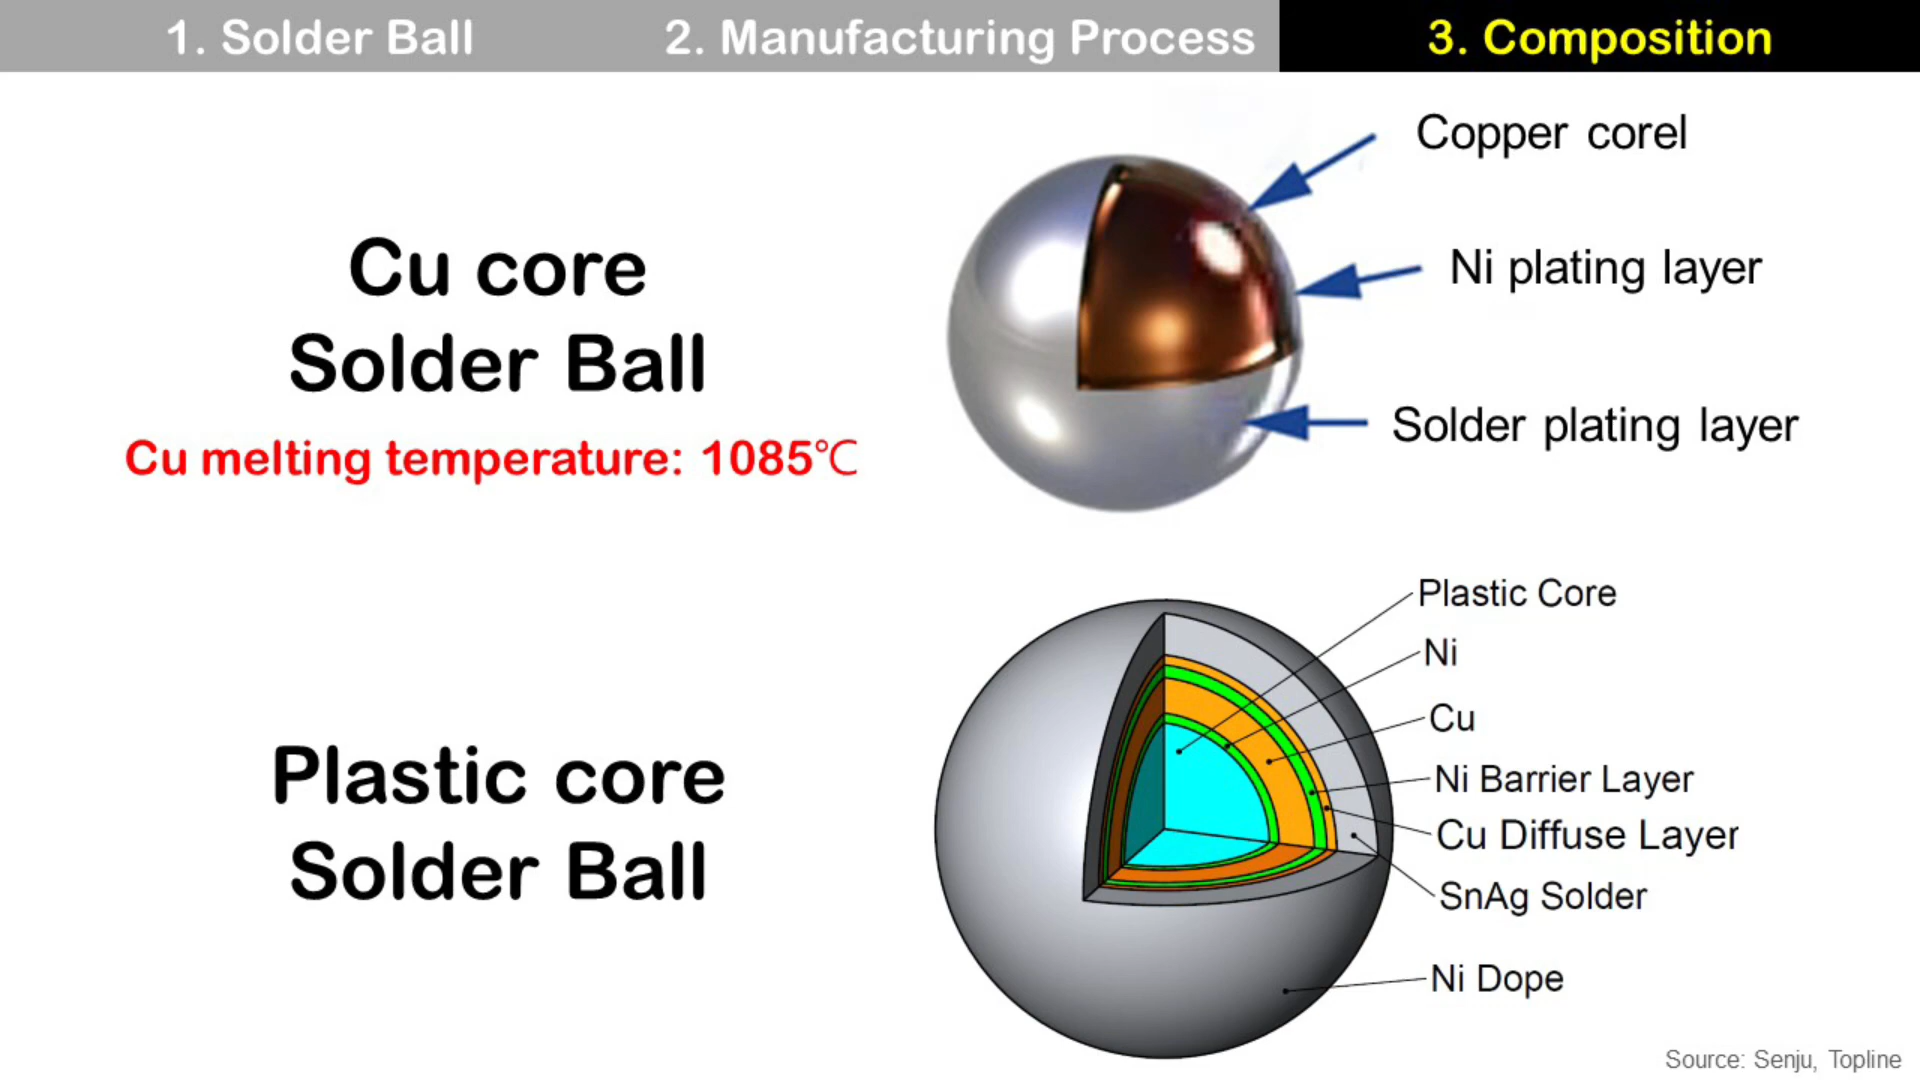 1. Solder Ball
2. Manufacturing Process
3. Composition
Cu core
Solder Ball
Cu melting temperature: 1085℃
Copper corel
Ni plating layer
Solder plating layer
Plastic core
Solder Ball
Plastic Core
Ni
Cu
Ni Barrier Layer
Cu Diffuse Layer
SnAg Solder
Ni Dope
Source: Senju, Topline